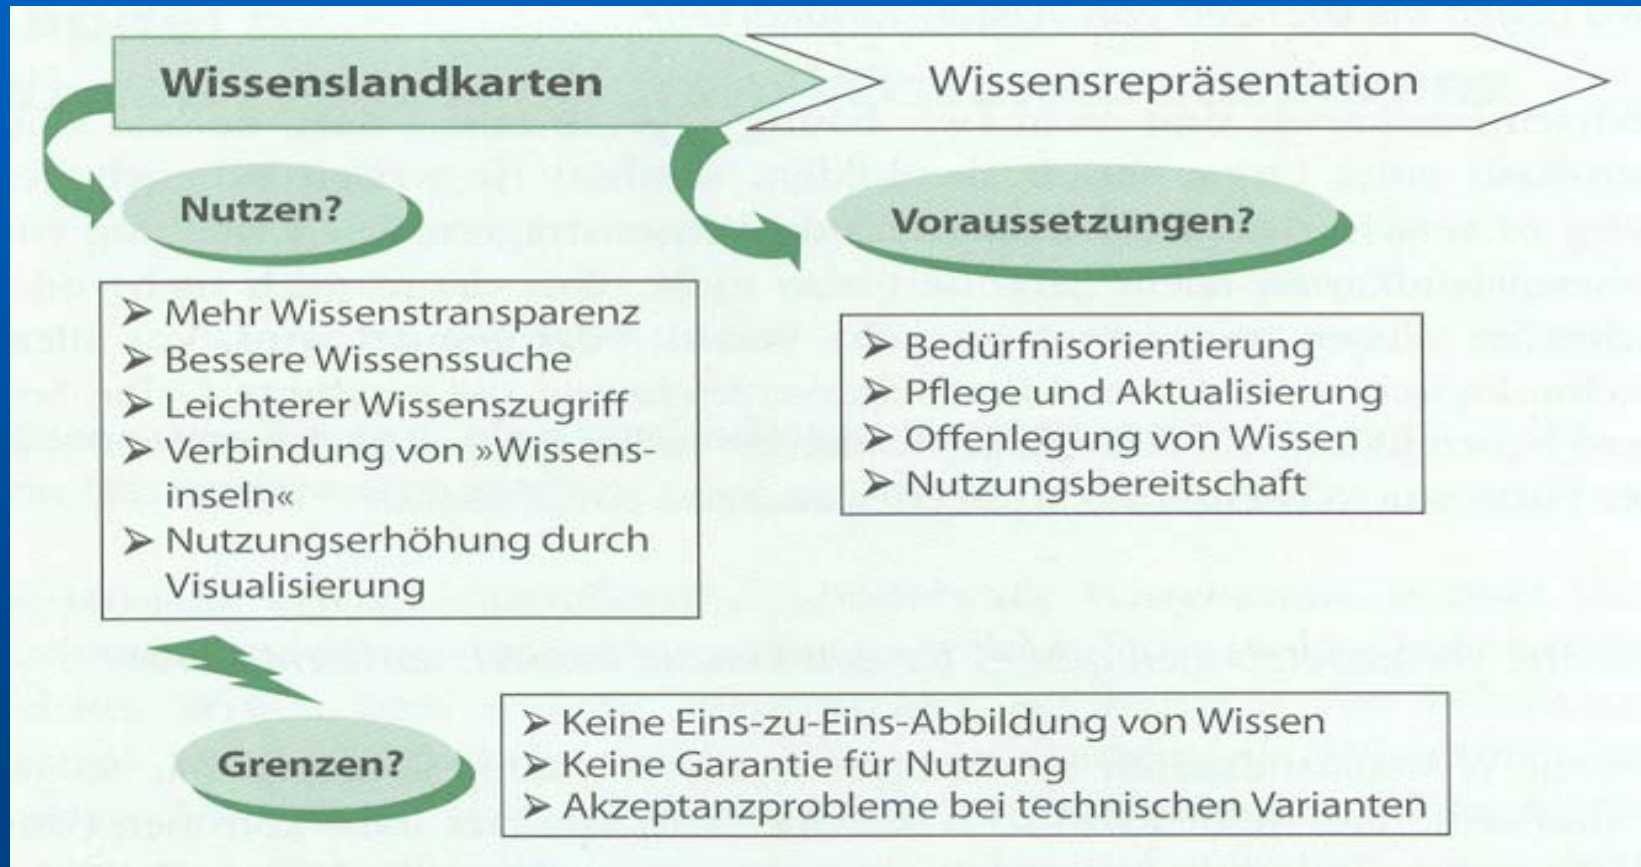 Wissenslandkarten
Wissensrepräsentation
Nutzen?
Voraussetzungen?
➢ Mehr Wissenstransparenz
➢ Bessere Wissenssuche
➢ Leichterer Wissenszugriff
➢ Verbindung von »Wissens-
inseln«
➢ Nutzungserhöhung durch
Visualisierung
➢ Bedürfnisorientierung
➢ Pflege und Aktualisierung
➢ Offenlegung von Wissen
➢ Nutzungsbereitschaft
Grenzen?
➢ Keine Eins-zu-Eins-Abbildung von Wissen
➢ Keine Garantie für Nutzung
➢ Akzeptanzprobleme bei technischen Varianten